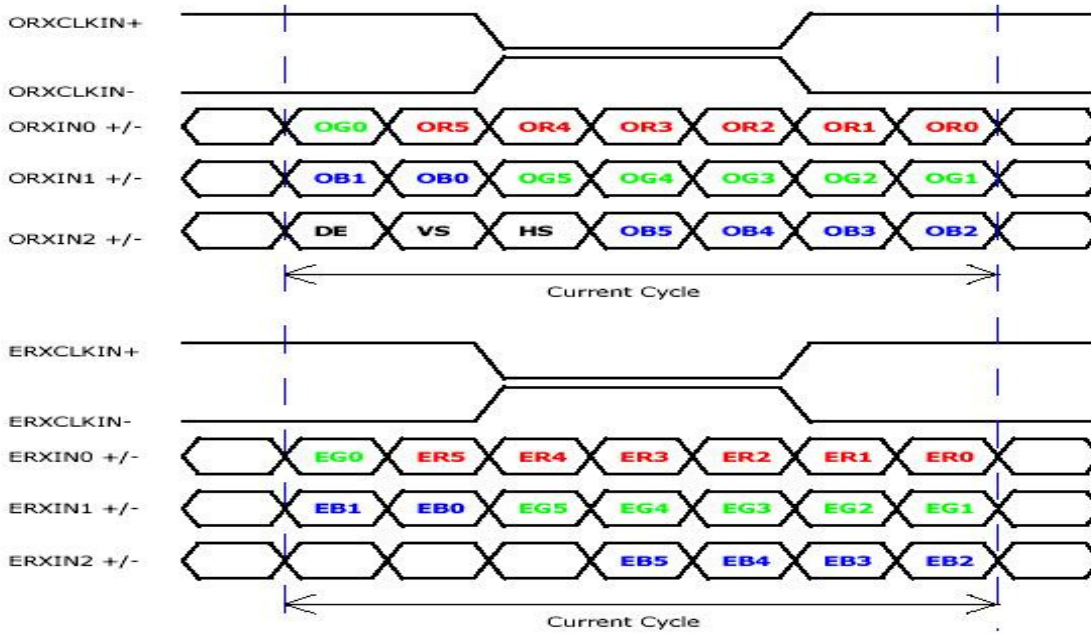 ORXCLKIN+
ORXCLKIN-
ORXIN0 +/- OG0 OR5 OR4 OR3 OR2 OR1 OR0
ORXIN1 +/- OB1 OB0 OG5 OG4 OG3 OG2 OG1
ORXIN2 +/- DE VS HS OB5 OB4 OB3 OB2
Current Cycle
ERXCLKIN+
ERXCLKIN-
ERXIN0 +/- EG0 ER5 ER4 ER3 ER2 ER1 ER0
ERXIN1 +/- EB1 EB0 EG5 EG4 EG3 EG2 EG1
ERXIN2 +/- EB5 EB4 EB3 EB2
Current Cycle